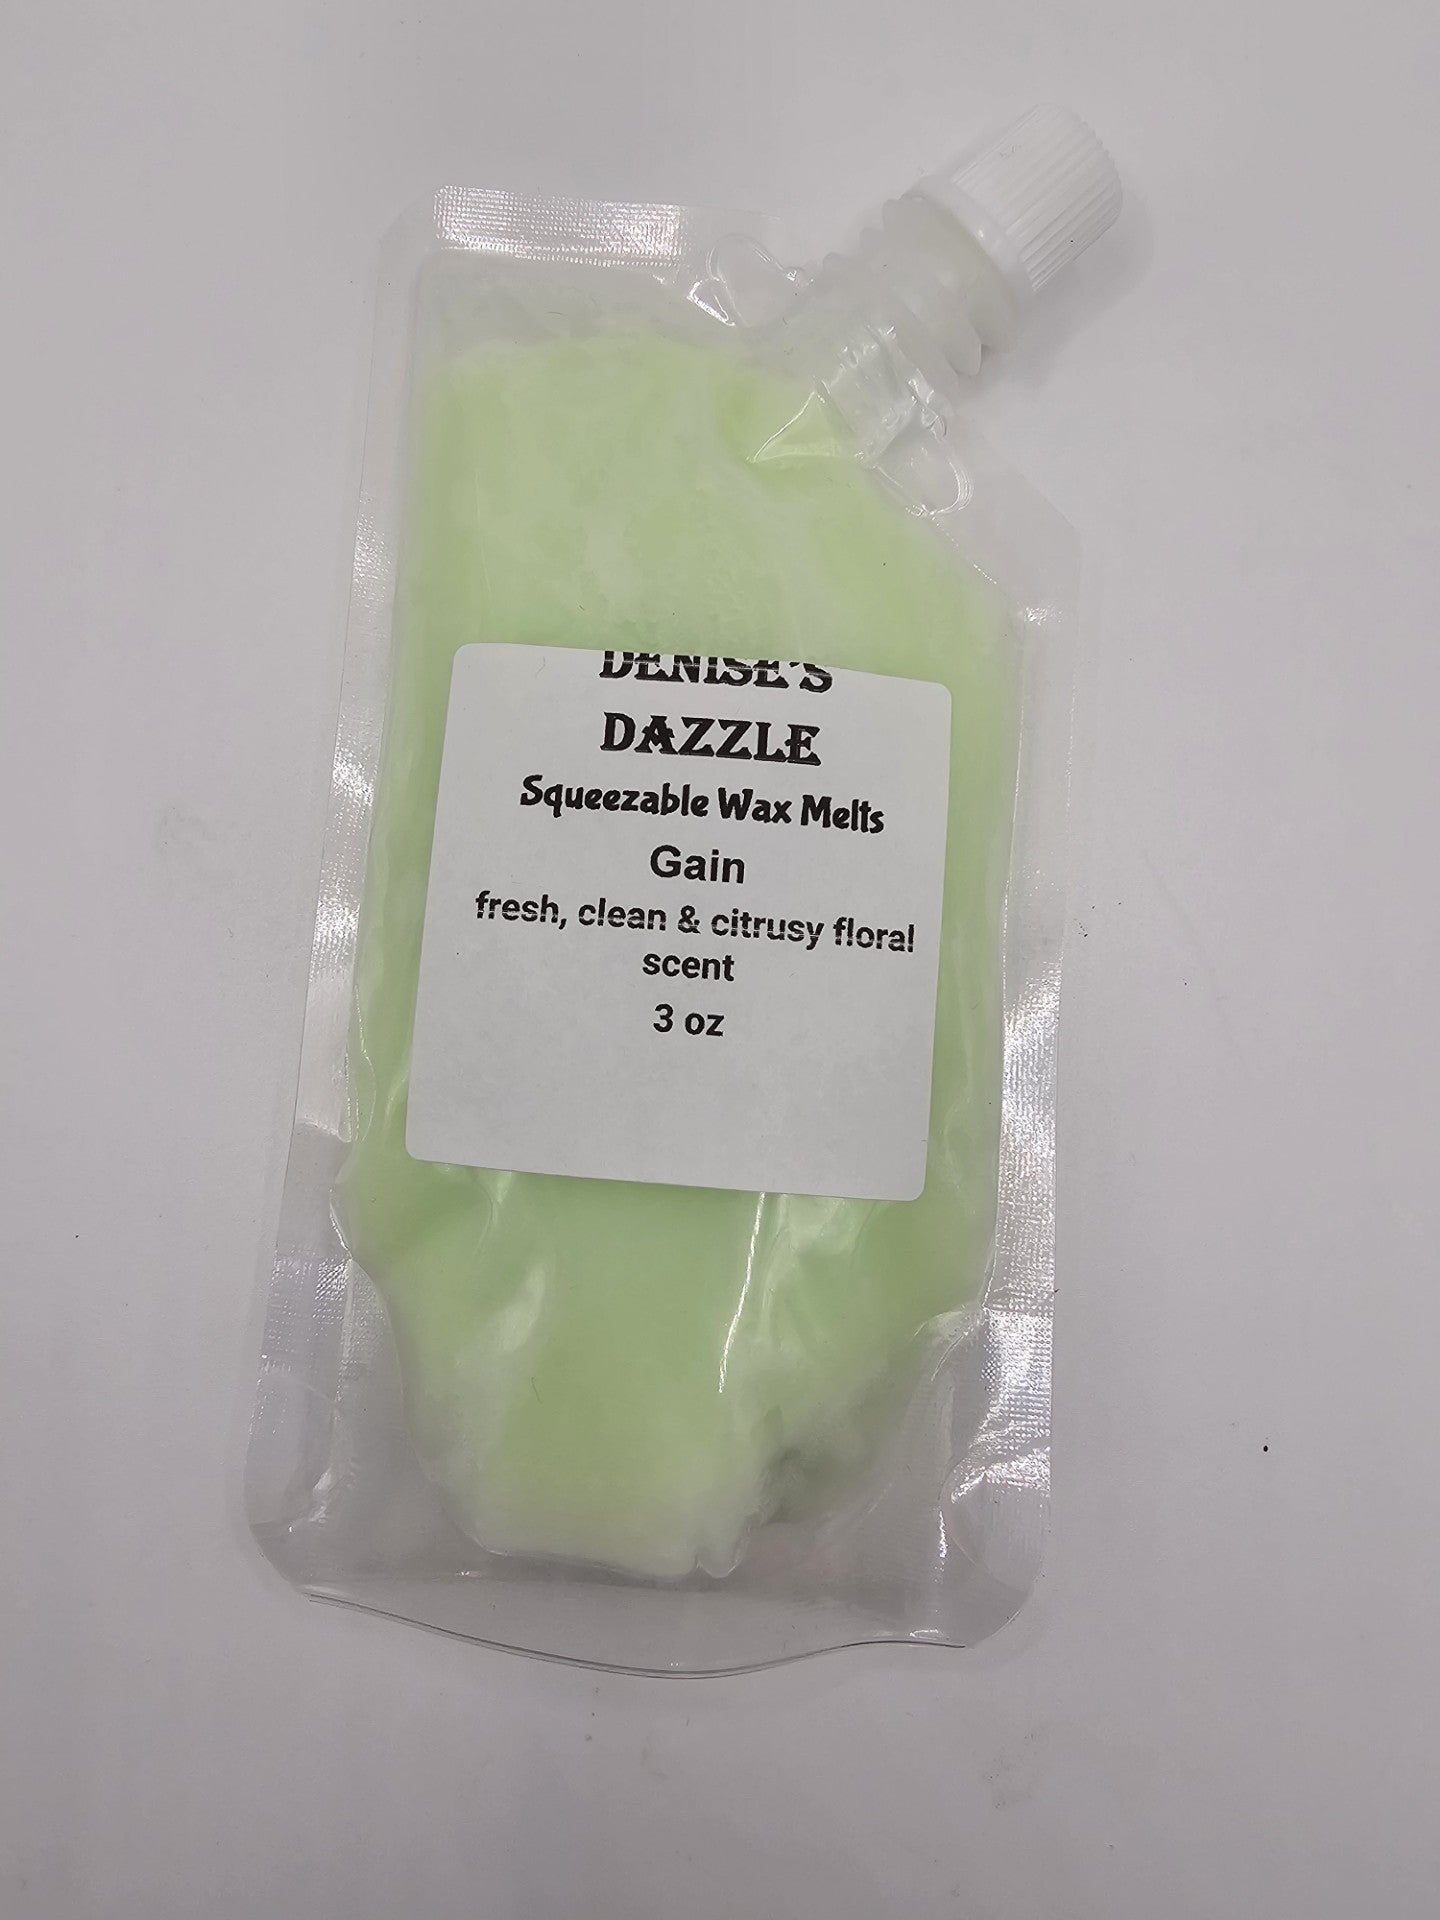 DENISE'S
DAZZLE
Squeezable Wax Melts
Gain
fresh, clean & citrusy floral
scent
3 oz